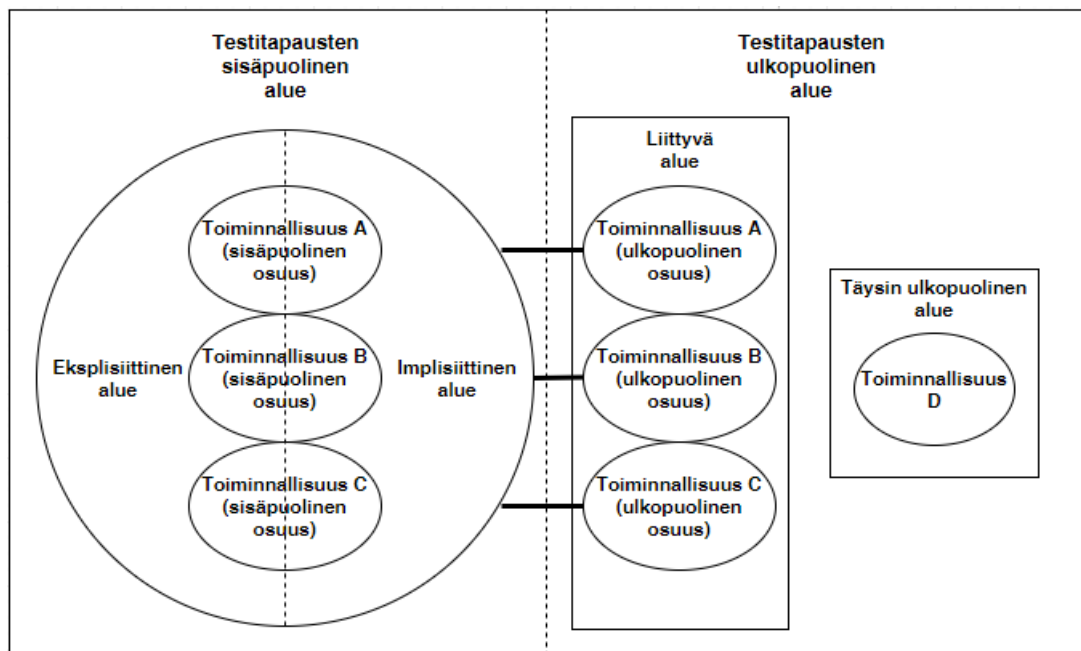 Testitapausten
sisäpuolinen
alue
Testitapausten
ulkopuolinen
alue
Eksplisiittinen
alue
Toiminnallisuus A
(sisäpuolinen
osuus)
Toiminnallisuus B
(sisäpuolinen
osuus)
Toiminnallisuus C
(sisäpuolinen
osuus)
Implisiittinen
alue
Liittyvä
alue
Toiminnallisuus A
(ulkopuolinen
osuus)
Toiminnallisuus B
(ulkopuolinen
osuus)
Toiminnallisuus C
(ulkopuolinen
osuus)
Täysin ulkopuolinen
alue
Toiminnallisuus
D